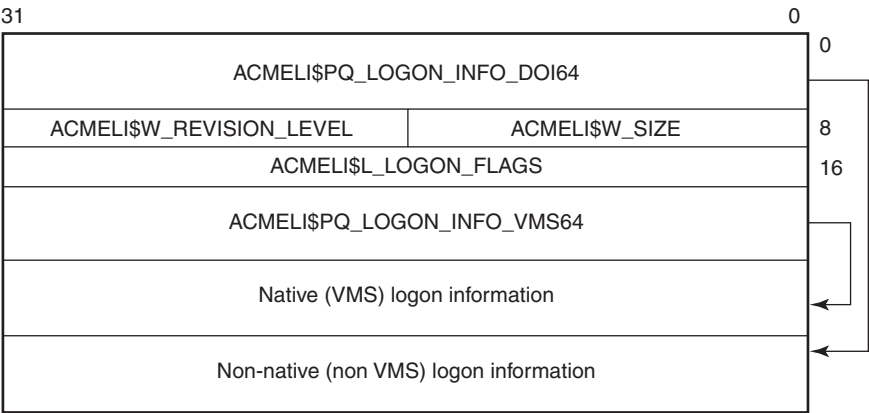 31 0
0
ACMELI$PQ_LOGON_INFO_DOI64
ACMELI$W_REVISION_LEVEL ACMELI$W_SIZE 8
ACMELI$L_LOGON_FLAGS 16
ACMELI$PQ_LOGON_INFO_VMS64
Native (VMS) logon information
Non-native (non VMS) logon information